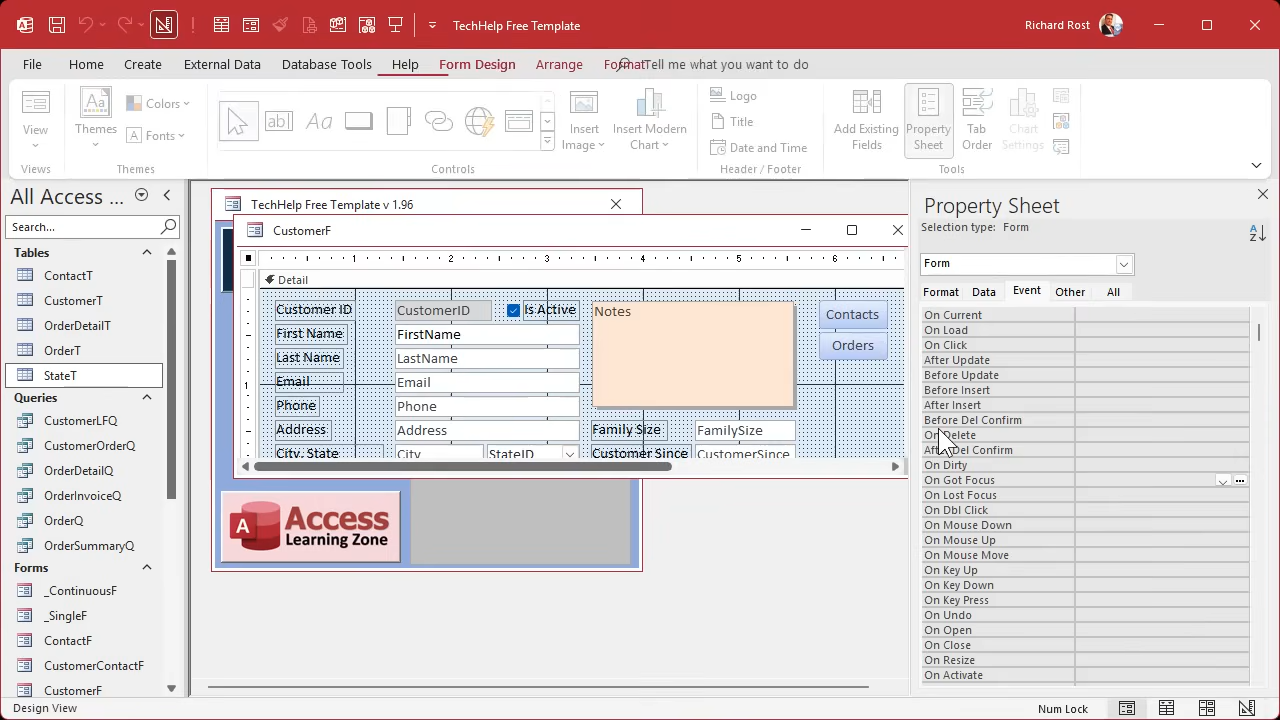 TechHelp Free Template
Richard Rost
File
Home
Create
External Data
Database Tools
Help
Form Design
Arrange
Format
Tell me what you want to do
View
Views
Themes
Colors
Fonts
Themes
ab|
Aa
Controls
Insert Image
Insert Modern Chart
Logo
Title
Date and Time
Header / Footer
Add Existing Fields
Property Sheet
Tab Order
Chart Settings
Tools
All Access ...
Search...
Tables
ContactT
CustomerT
OrderDetailT
OrderT
StateT
Queries
CustomerLFQ
CustomerOrderQ
OrderDetailQ
OrderInvoiceQ
OrderQ
OrderSummaryQ
Forms
_ContinuousF
_SingleF
ContactF
CustomerContactF
CustomerF
TechHelp Free Template v 1.96
CustomerF
1 2 3 4 5 6
Detail
1
Customer ID CustomerID Is Active
First Name FirstName
Last Name LastName
Email Email
Phone Phone
Address Address
City, State City StateID
Notes
Family Size FamilySize
Customer Since CustomerSince
Contacts
Orders
A Access
Learning Zone
Property Sheet
Selection type: Form
Form
Format Data Event Other All
On Current
On Load
On Click
After Update
Before Update
Before Insert
After Insert
Before Del Confirm
On Delete
After Del Confirm
On Dirty
On Got Focus
On Lost Focus
On Dbl Click
On Mouse Down
On Mouse Up
On Mouse Move
On Key Up
On Key Down
On Key Press
On Undo
On Open
On Close
On Resize
On Activate
Design View
Num Lock